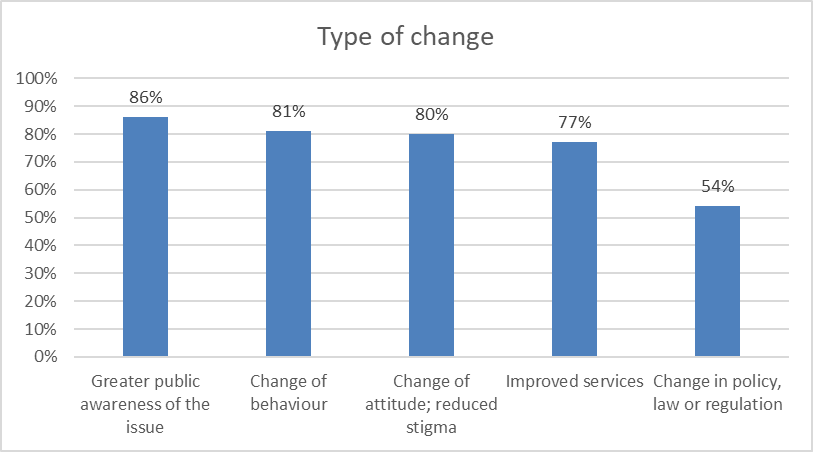 Type of change
100%
90%
80%
70%
60%
50%
40%
30%
20%
10%
0%
86%
81%
80%
77%
54%
Greater public
awareness of the
issue
Change of
behaviour
Change of
attitude; reduced
stigma
Improved services
Change in policy,
law or regulation